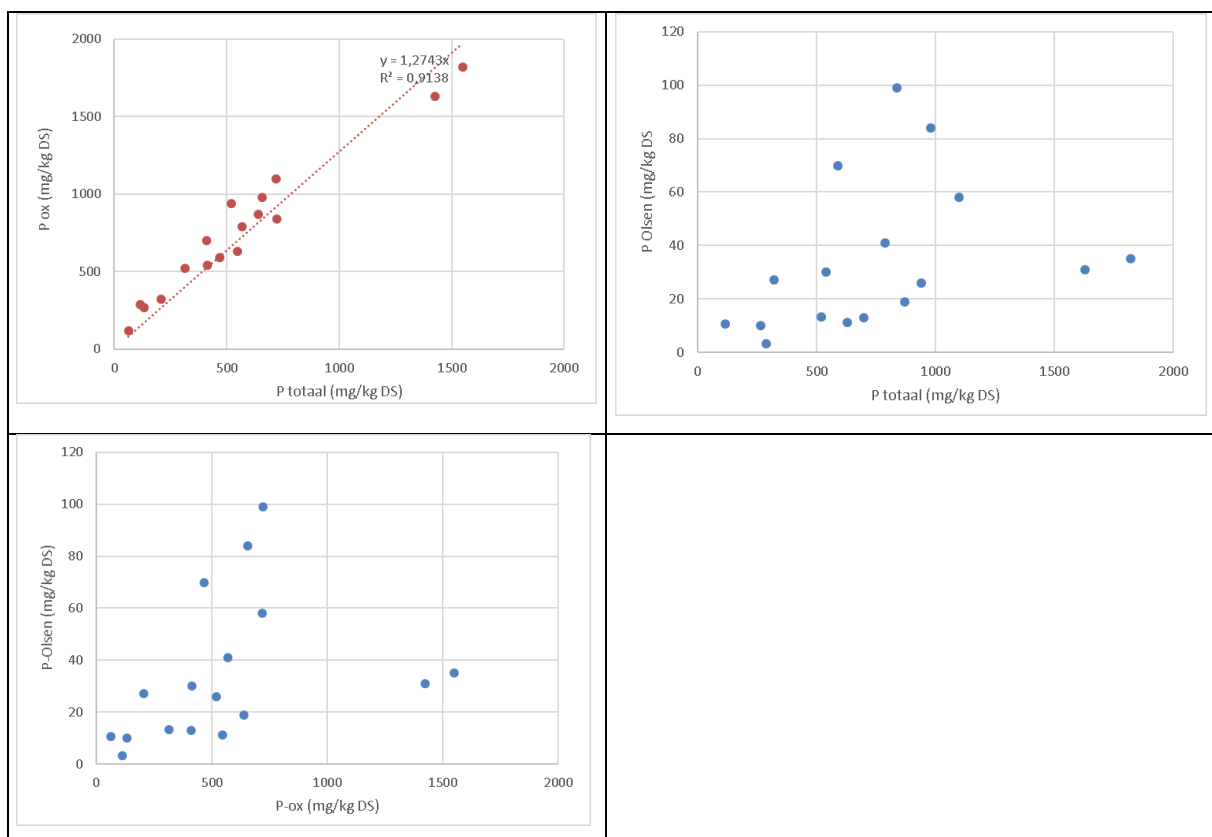 2000
1500
1000
500
0
y = 1,2743x
R² = 0,9138
P ox (mg/kg DS)
0 500 1000 1500 2000
P totaal (mg/kg DS)
120
100
80
60
40
20
0
P Olsen (mg/kg DS
0 500 1000 1500 2000
P totaal (mg/kg DS)
120
100
80
60
40
20
0
P-Olsen (mg/kg DS)
0 500 1000 1500 2000
P-ox (mg/kg DS)